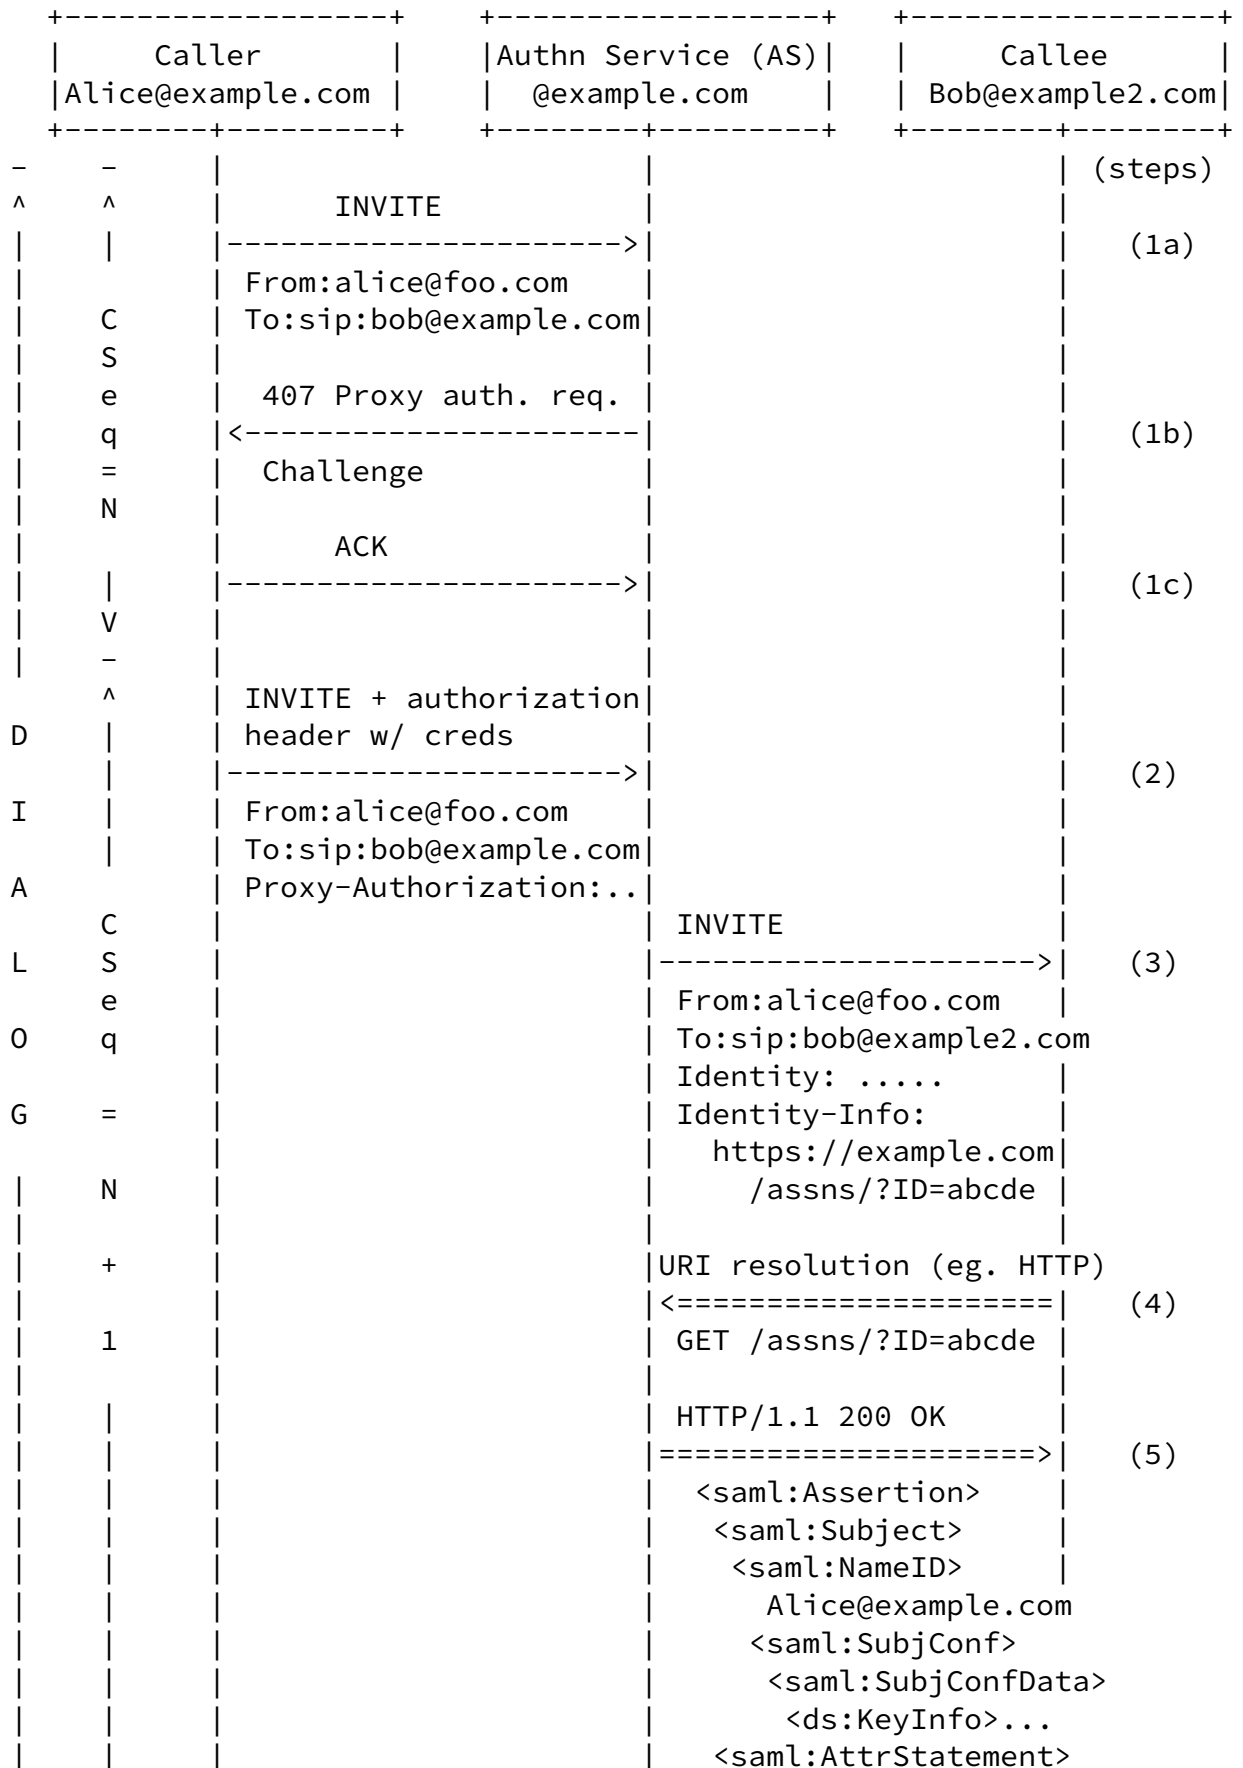 +------------------+    +-------------------+   +-----------------+
|     Caller       |    |Authn Service (AS)|   |     Callee      |
|Alice@example.com |    |  @example.com    |   | Bob@example2.com|
+--------+---------+    +--------+---------+   +--------+--------+
-    -     |                       |                      | (steps)
^    ^     |      INVITE           |                      |
|    |     |---------------------->|                      |   (1a)
|          | From:alice@foo.com    |                      |
|    C     | To:sip:bob@example.com|                      |
|    S     |                       |                      |
|    e     |  407 Proxy auth. req. |                      |
|    q     |<----------------------|                      |   (1b)
|    =     |  Challenge            |                      |
|    N     |                       |                      |
|          |      ACK              |                      |
|    |     |---------------------->|                      |   (1c)
|    V     |                       |                      |
|    -     |                       |                      |
     ^     | INVITE + authorization|                      |
D    |     | header w/ creds       |                      |
     |     |---------------------->|                      |   (2)
I    |     | From:alice@foo.com    |                      |
     |     | To:sip:bob@example.com|                      |
A          | Proxy-Authorization:..|                      |
     C     |                       | INVITE               |
L    S     |                       |--------------------->|   (3)
     e     |                       | From:alice@foo.com   |
O    q     |                       | To:sip:bob@example2.com
           |                       | Identity: .....      |
G    =     |                       | Identity-Info:       |
           |                       |   https://example.com|
|    N     |                       |     /assns/?ID=abcde |
|          |                       |                      |
|    +     |                       |URI resolution (eg. HTTP)
|          |                       |<=====================|   (4)
|    1     |                       | GET /assns/?ID=abcde |
|          |                       |                      |
|    |     |                       | HTTP/1.1 200 OK      |
|    |     |                       |=====================>|   (5)
|    |     |                       |  <saml:Assertion>    |
|    |     |                       |   <saml:Subject>     |
|    |     |                       |    <saml:NameID>     |
|    |     |                       |      Alice@example.com
|    |     |                       |     <saml:SubjConf>
|    |     |                       |      <saml:SubjConfData>
|    |     |                       |       <ds:KeyInfo>...
|    |     |                       |   <saml:AttrStatement>